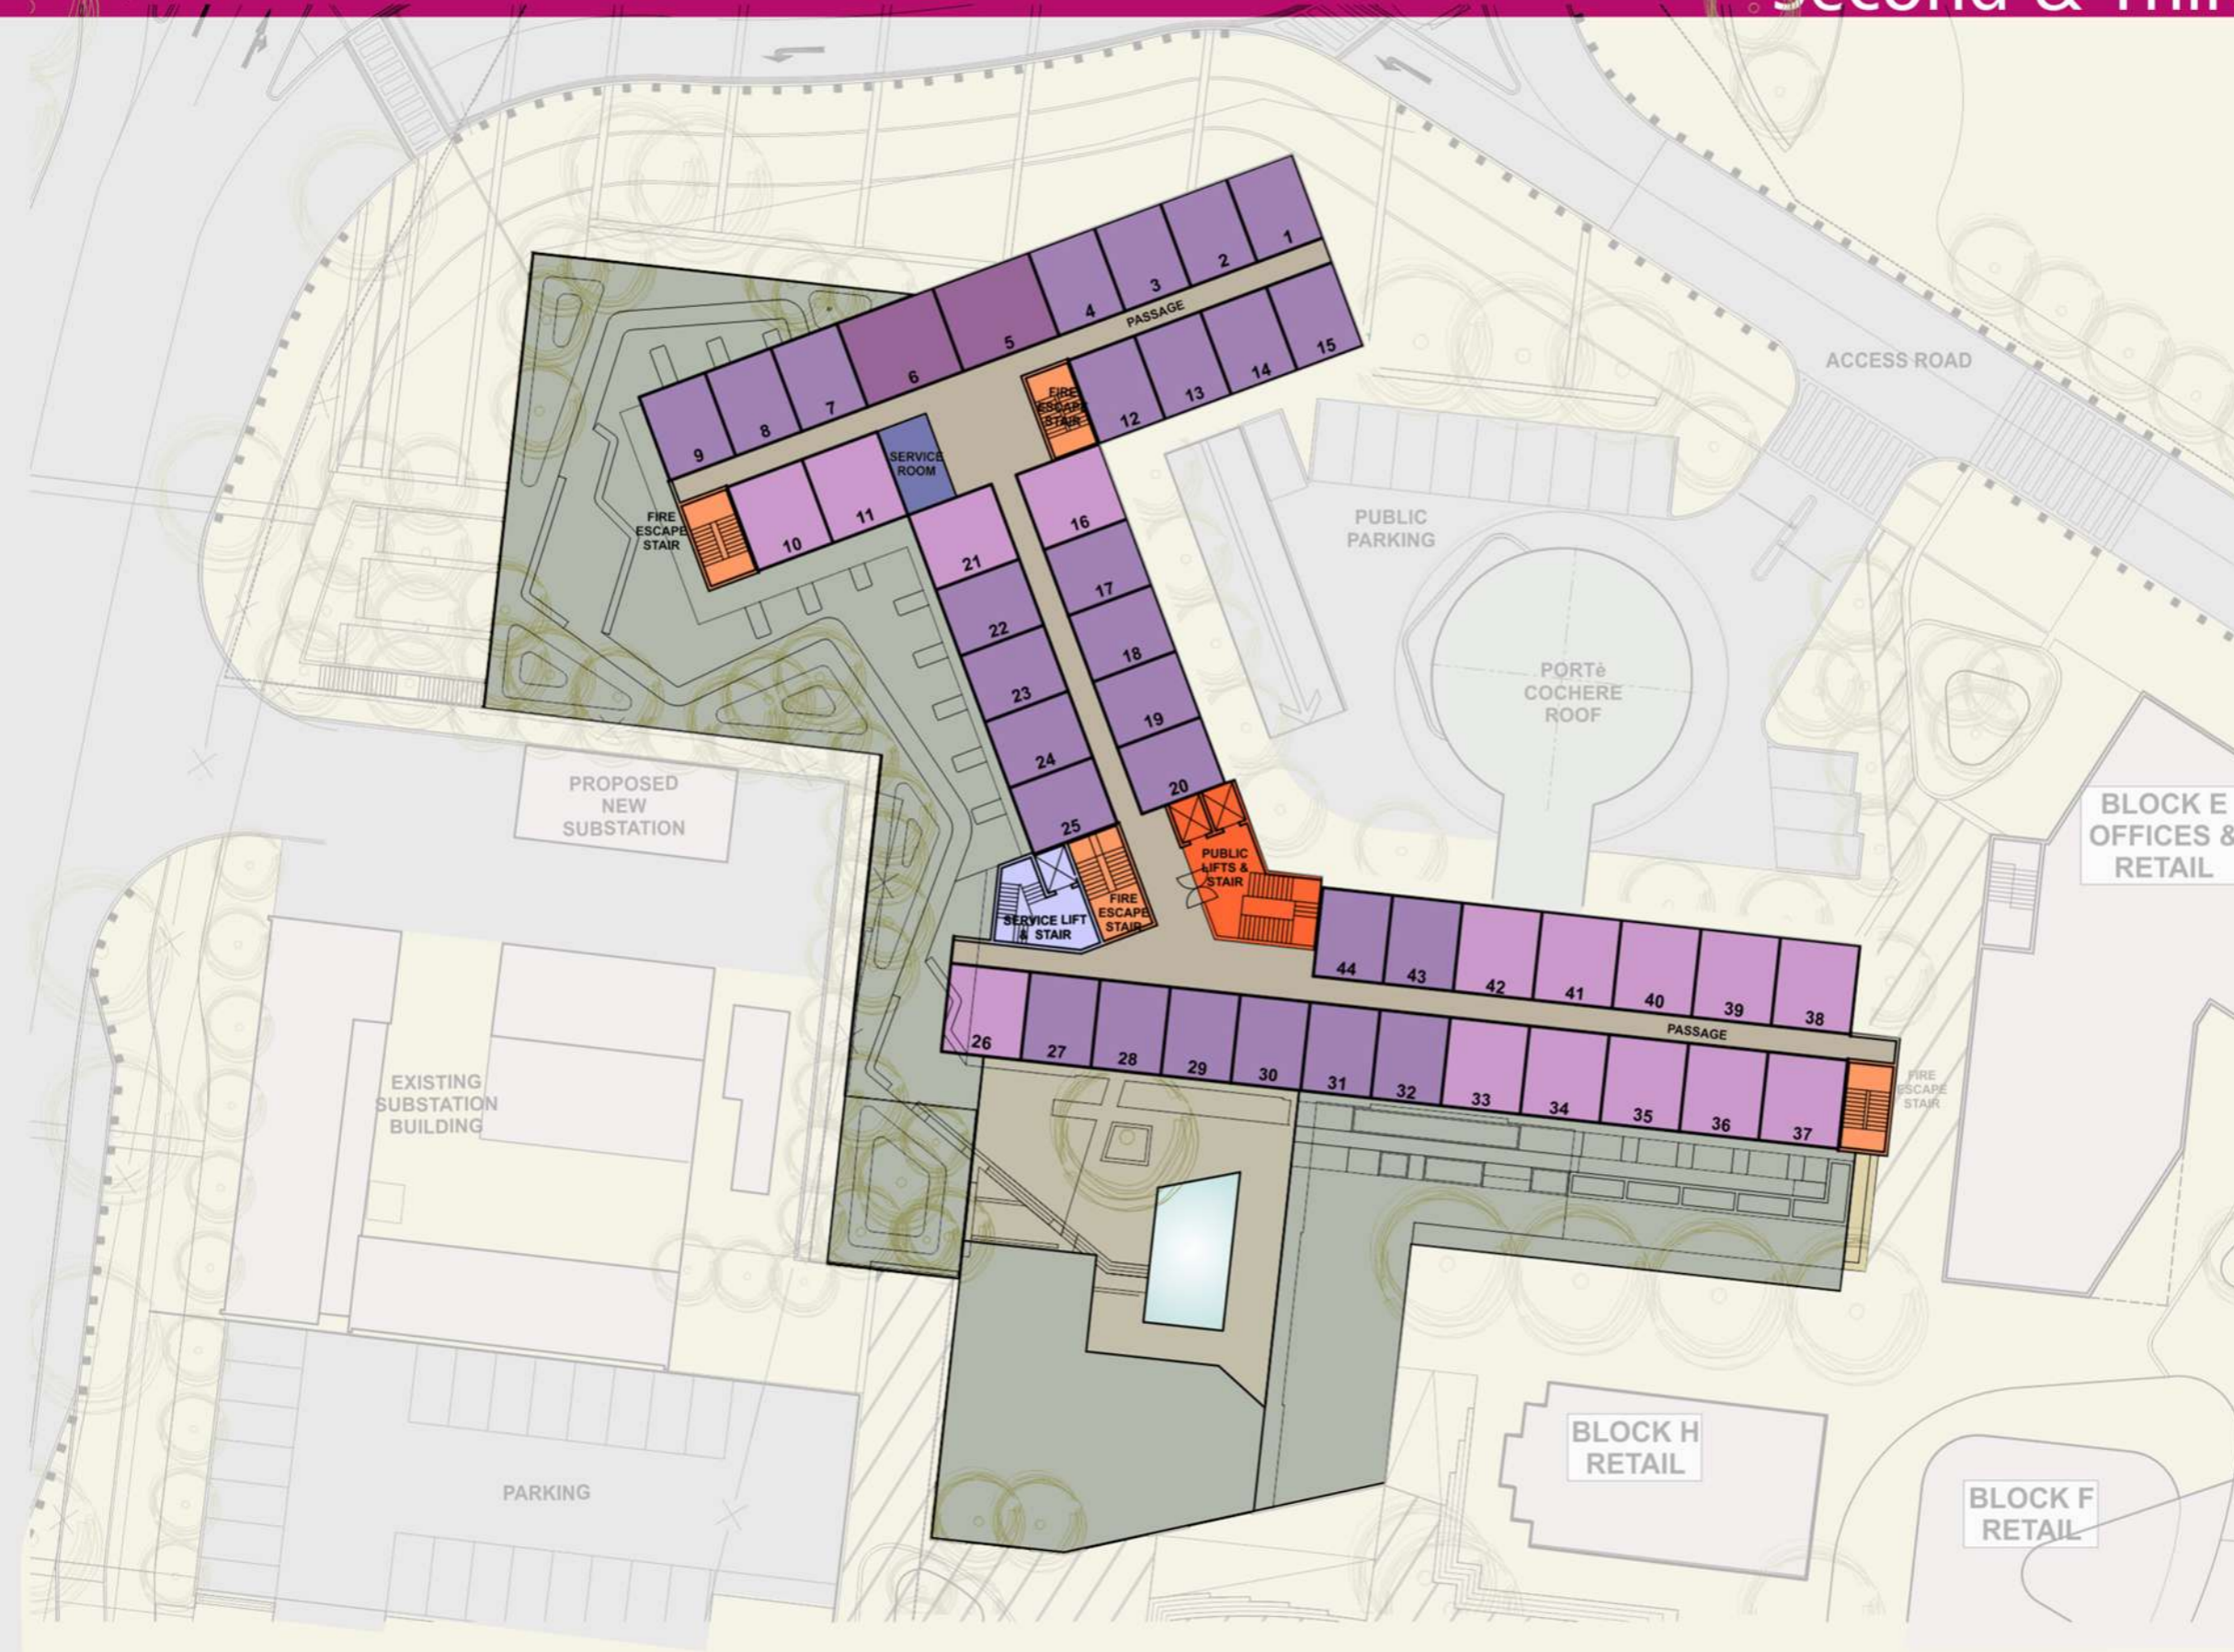 Second &
1
2
3
4
PASSAGE
5
6
7
8
9
15
14
13
12
FIRE
ESCAPE
STAIR
ACCESS ROAD
SERVICE
ROOM
11
10
FIRE
ESCAPE
STAIR
16
17
18
19
20
21
22
23
24
25
PUBLIC
PARKING
PORTè
COCHERE
ROOF
PROPOSED
NEW
SUBSTATION
BLOCK E
OFFICES &
RETAIL
PUBLIC
LIFTS &
STAIR
FIRE
ESCAPE
STAIR
SERVICE LIFT
& STAIR
44
43
42
41
40
39
38
PASSAGE
26
27
28
29
30
31
32
33
34
35
36
37
FIRE
ESCAPE
STAIR
EXISTING
SUBSTATION
BUILDING
BLOCK H
RETAIL
PARKING
BLOCK F
RETAIL